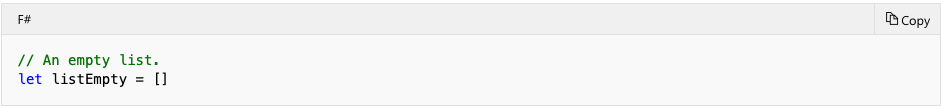 F#
Copy
// An empty list.
let listEmpty = []